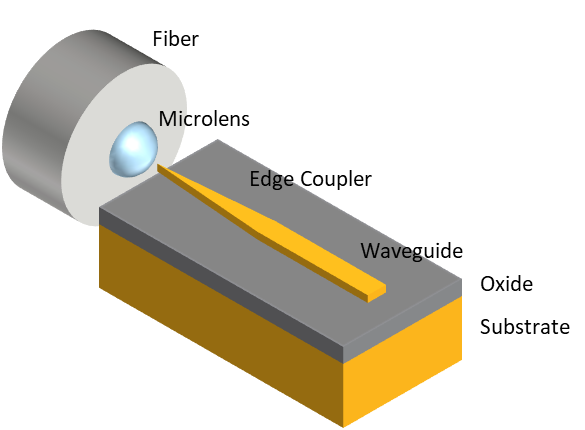 Fiber
Microlens
Edge Coupler
Waveguide
Oxide
Substrate